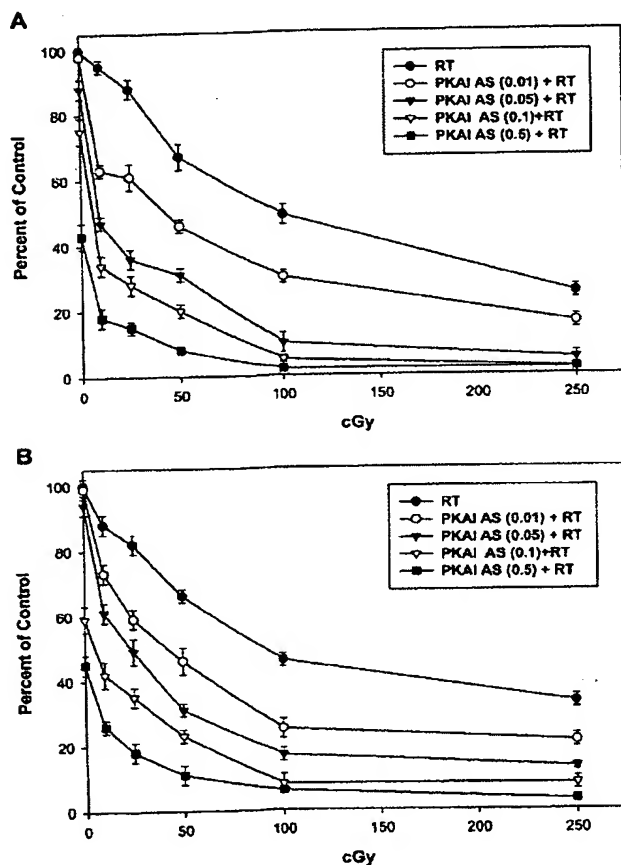 A
100
80
60
40
20
0
Percent of Control
RT
PKAI AS (0.01) + RT
PKAI AS (0.05) + RT
PKAI AS (0.1)+RT
PKAI AS (0.5) + RT
0 50 100 150 200 250
cGy
B
100
80
60
40
20
0
Percent of Control
RT
PKAI AS (0.01) + RT
PKAI AS (0.05) + RT
PKAI AS (0.1)+RT
PKAI AS (0.5) + RT
0 50 100 150 200 250
cGy